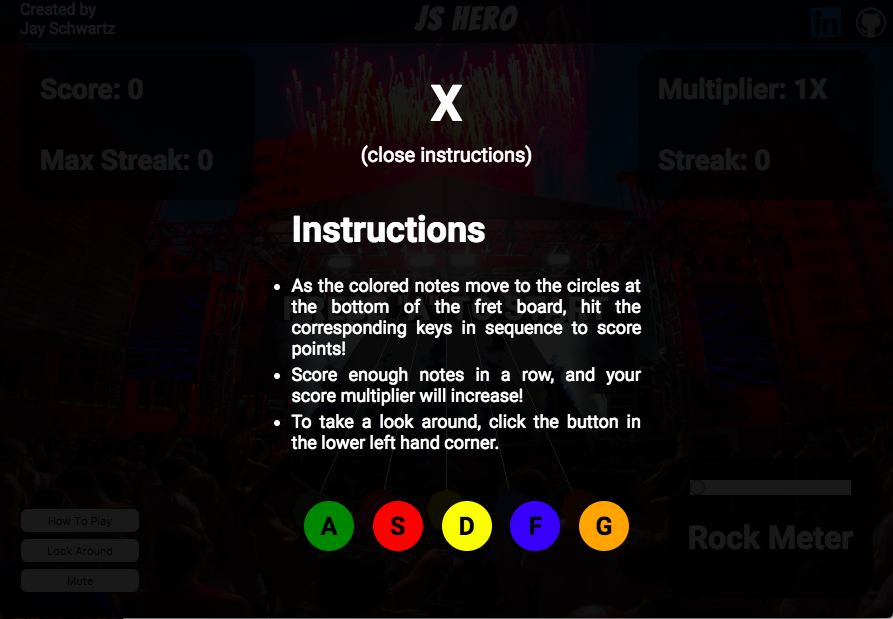 Created by
Jay Schwartz
JS HERO
in
Score: 0
Max Streak: 0
Multiplier: 1X
Streak: 0
X
(close instructions)
Instructions
As the colored notes move to the circles at
the bottom of the fret board, hit the
corresponding keys in sequence to score
points!
Score enough notes in a row, and your
score multiplier will increase!
To take a look around, click the button in
the lower left hand corner.
A S D F G
How To Play
Look Around
Mute
Rock Meter